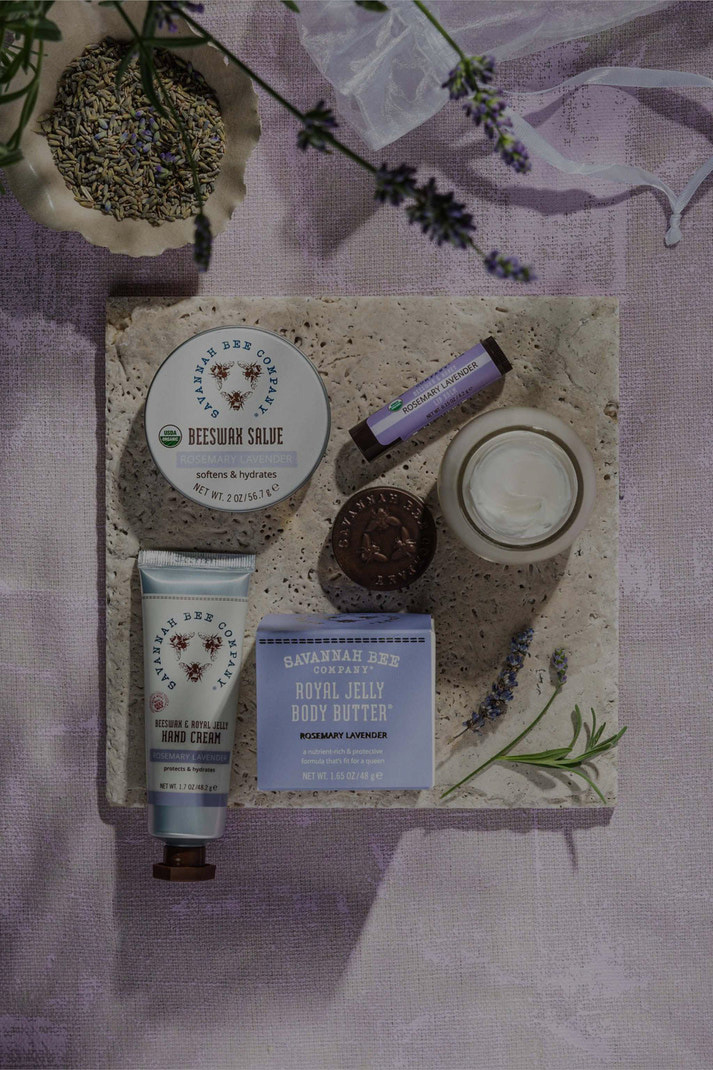 SAVANNAH BEE COMPANY®
USDA
ORGANIC
BEESWAX SALVE
ROSEMARY LAVENDER
softens & hydrates
NET WT. 2 OZ/56.7 g
ROSEMARY LAVENDER
SAVANNAH BEE COMPANY
SAVANNAH BEE COMPANY
BEESWAX & ROYAL JELLY
HAND CREAM
ROSEMARY LAVENDER
protects & hydrates
NET WT. 1.7 OZ/48.2 g
SAVANNAH BEE
COMPANY®
ROYAL JELLY
BODY BUTTER®
ROSEMARY LAVENDER
a nutrient-rich & protective
formula that's fit for a queen
NET WT. 1.65 OZ/48 g